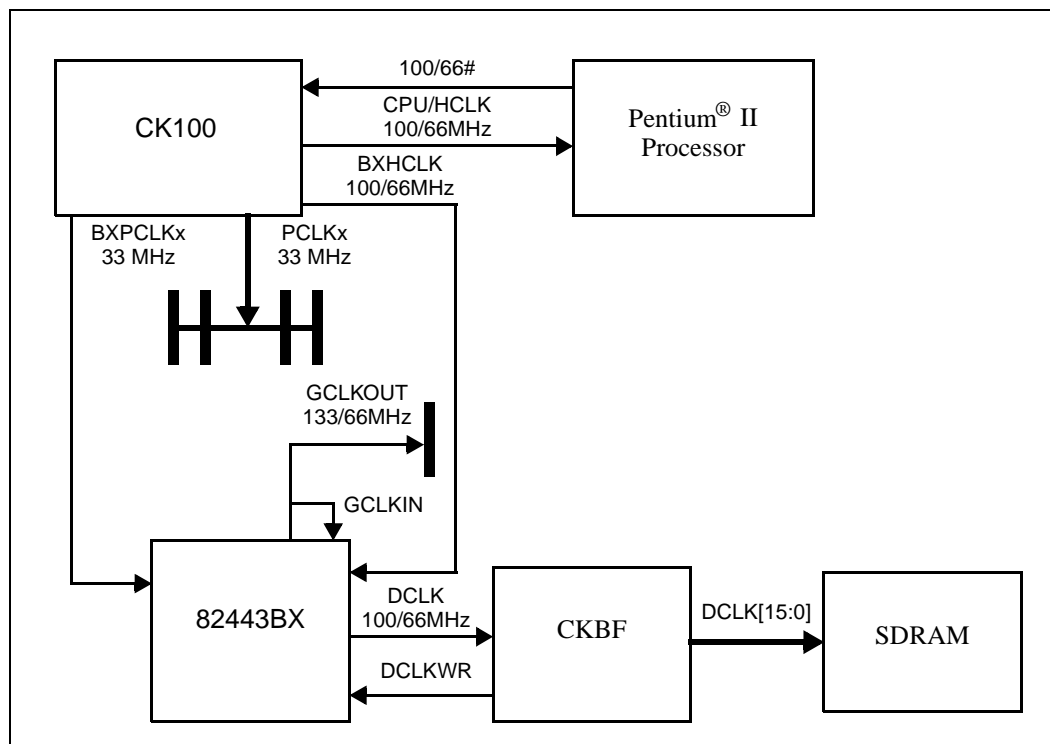 100/66#
CK100
CPU/HCLK
100/66MHz
Pentium® II
Processor
BXHCLK
100/66MHz
BXPCLKx
33 MHz
PCLKx
33 MHz
GCLKOUT
133/66MHz
GCLKIN
82443BX
DCLK
100/66MHz
DCLKWR
CKBF
DCLK[15:0]
SDRAM